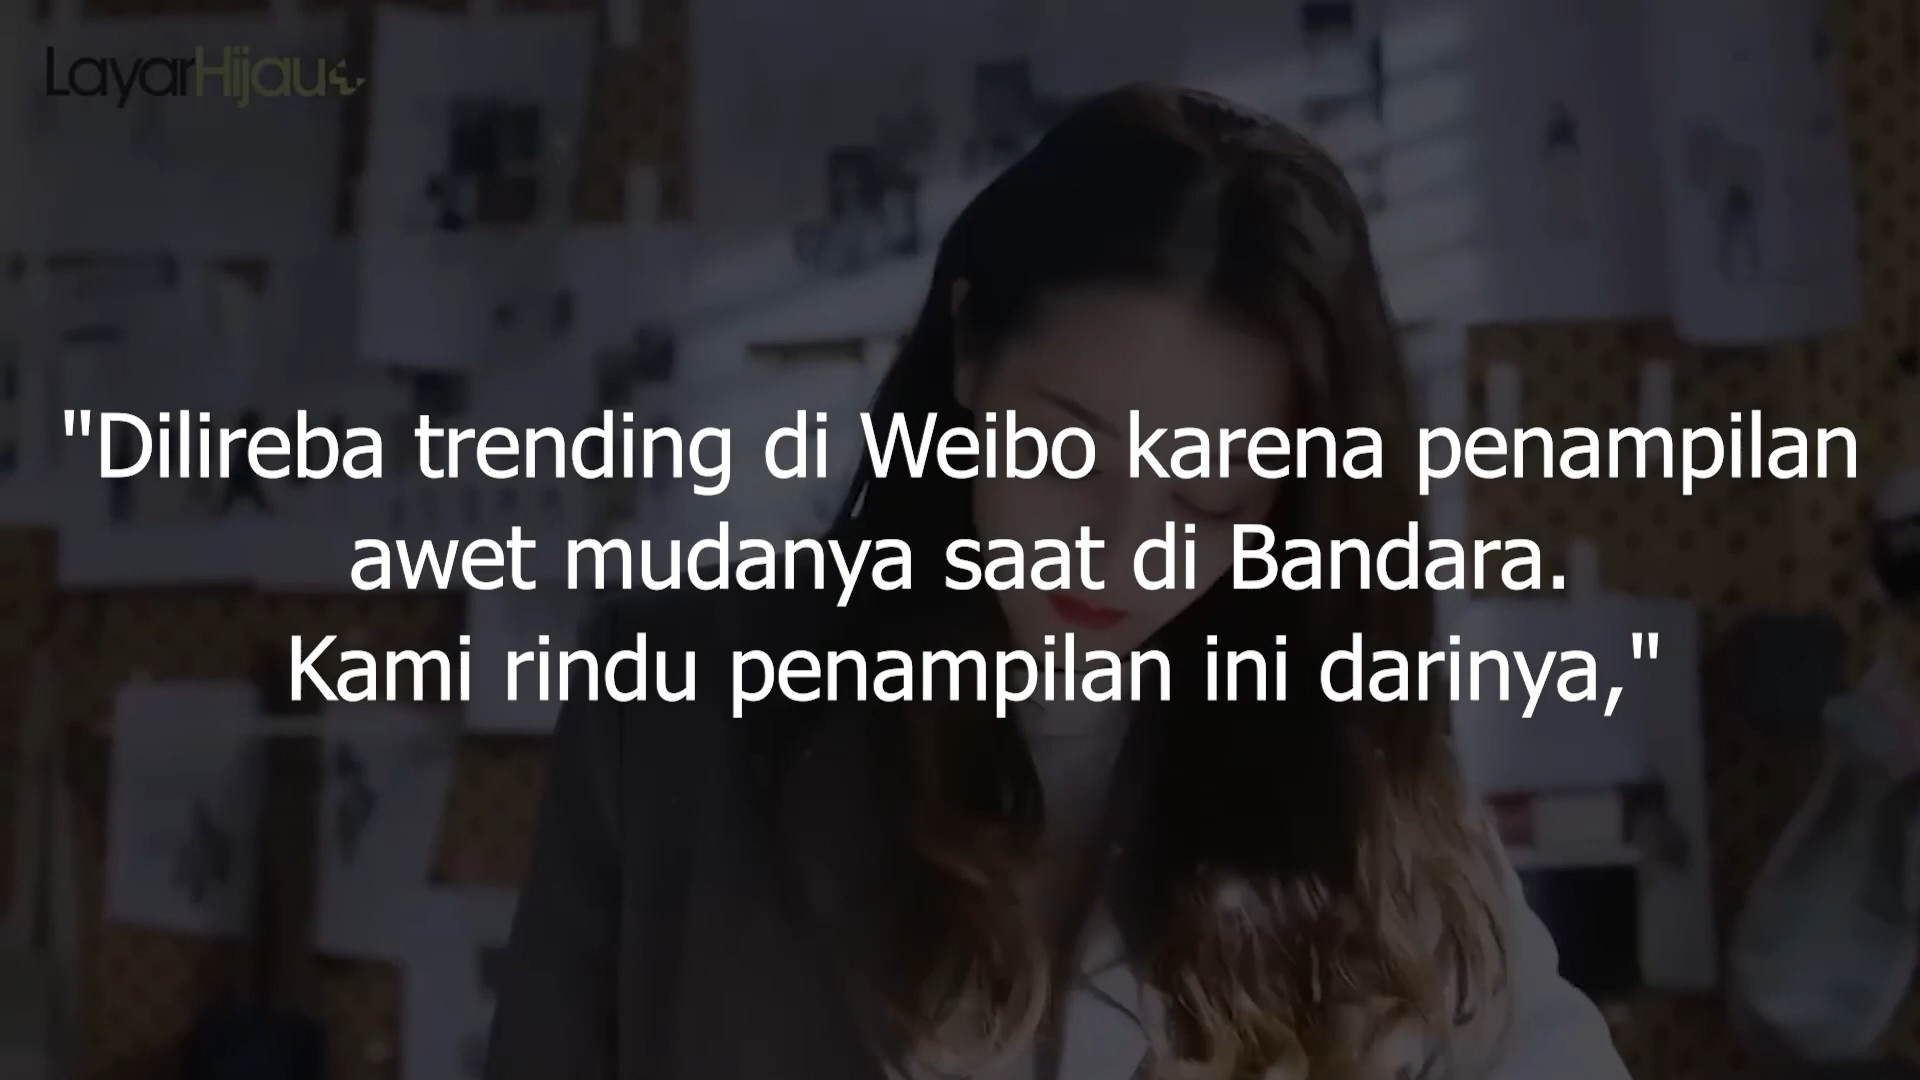 LayarHijau
"Dilireba trending di Weibo karena penampilan
awet mudanya saat di Bandara.
Kami rindu penampilan ini darinya,"